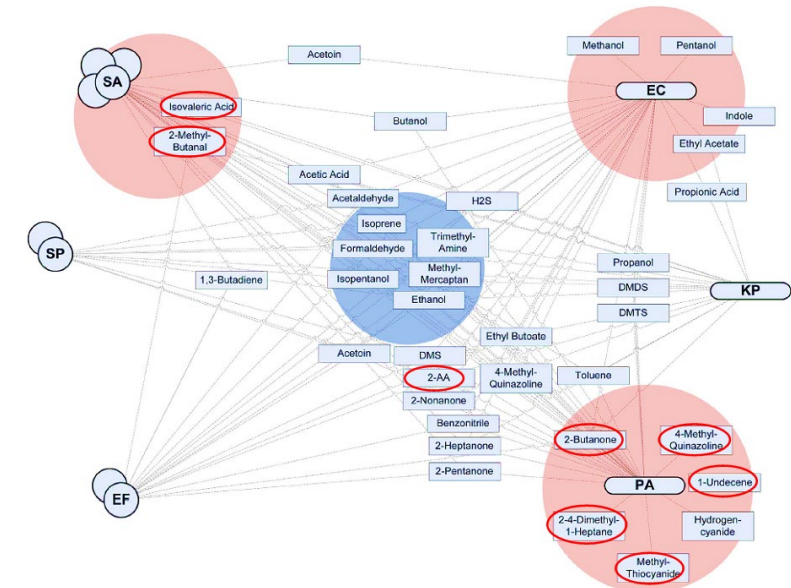 Acetoin
Methanol
Pentanol
SA
EC
Isovaleric Acid
Indole
Butanol
2-Methyl-
Butanal
Ethyl Acetate
Acetic Acid
Propionic Acid
Acetaldehyde
H2S
Isoprene
Trimethyl-
Amine
Formaldehyde
SP
Propanol
1,3-Butadiene
Isopentanol
Methyl-
Mercaptan
DMDS
KP
Ethanol
DMTS
Ethyl Butoate
Acetoin
DMS
2-AA
4-Methyl-
Quinazoline
Toluene
2-Nonanone
Benzonitrile
2-Heptanone
2-Butanone
4-Methyl-
Quinazoline
2-Pentanone
PA
1-Undecene
EF
2-4-Dimethyl-
1-Heptane
Hydrogen-
cyanide
Methyl-
Thiocyanide